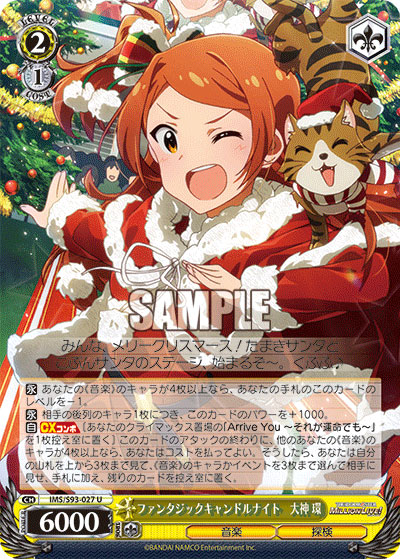 LEVEL
2
1
COST
SAMPLE
みんな、メリークリスマース！たまきサンタと
こぶんサンタのステージ、始まるぞ～。くふふ♪
永 あなたの《音楽》のキャラが4枚以上なら、あなたの手札のこのカードの
レベルを－1。
永 相手の後列のキャラ1枚につき、このカードのパワーを＋1000。
自 CXコンボ ［あなたのクライマックス置場の「Arrive You ～それが運命でも～」
を1枚控え室に置く］ このカードのアタックの終わりに、他のあなたの《音楽》
のキャラが4枚以上なら、あなたはコストを払ってよい。そうしたら、あなたは自分
の山札を上から3枚まで見て、《音楽》のキャラを3枚まで選んで相手に
見せ、手札に加え、残りのカードを控え室に置く。
CH
IMS/S93-027 U
6000
ファンタジックキャンドルナイト 大神 環
THE IDOLM@STER
MILLION LIVE!
音楽
探検
©BANDAI NAMCO Entertainment Inc.